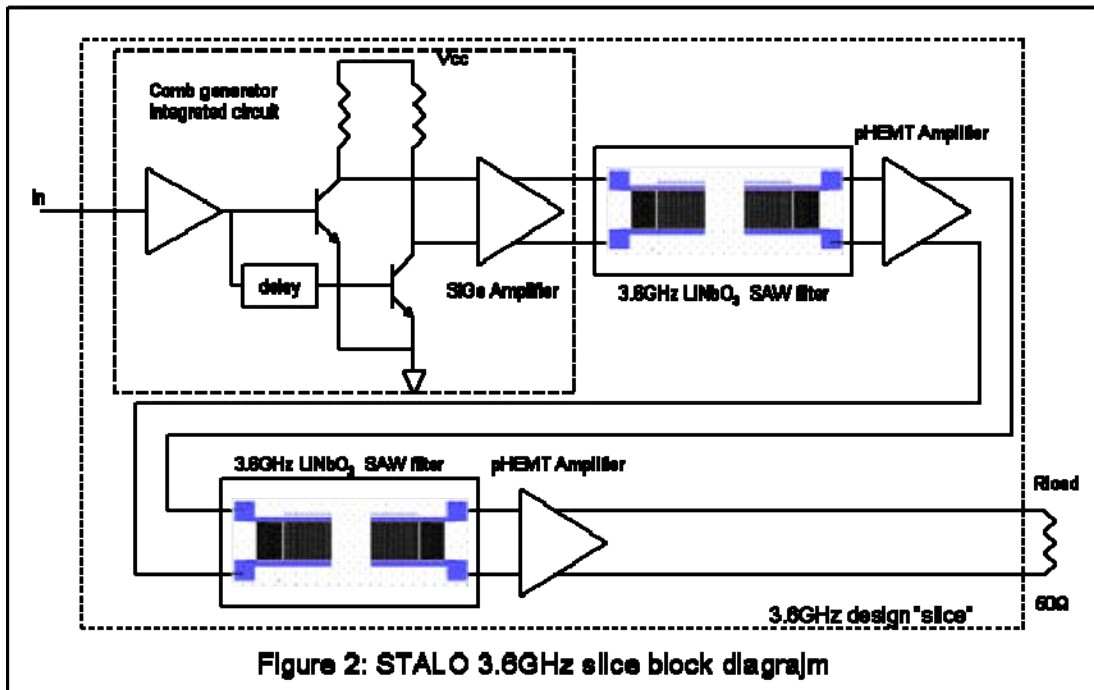 Vcc
Comb generator
Integrated circuit
pHEMT Amplifier
In
delay
SiGe Amplifier
3.6GHz LiNbO₃ SAW filter
3.6GHz LiNbO₃ SAW filter
pHEMT Amplifier
Rload
50Ω
3.6GHz design "slice"
Figure 2: STALO 3.6GHz slice block diagrajm